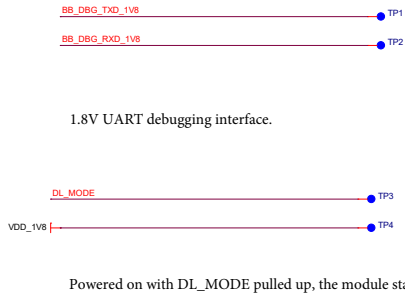 BB_DBG_TXD_1V8 TP1
BB_DBG_RXD_1V8 TP2
1.8V UART debugging interface.
DL_MODE TP3
VDD_1V8 TP4
Powered on with DL_MODE pulled up, the module sta